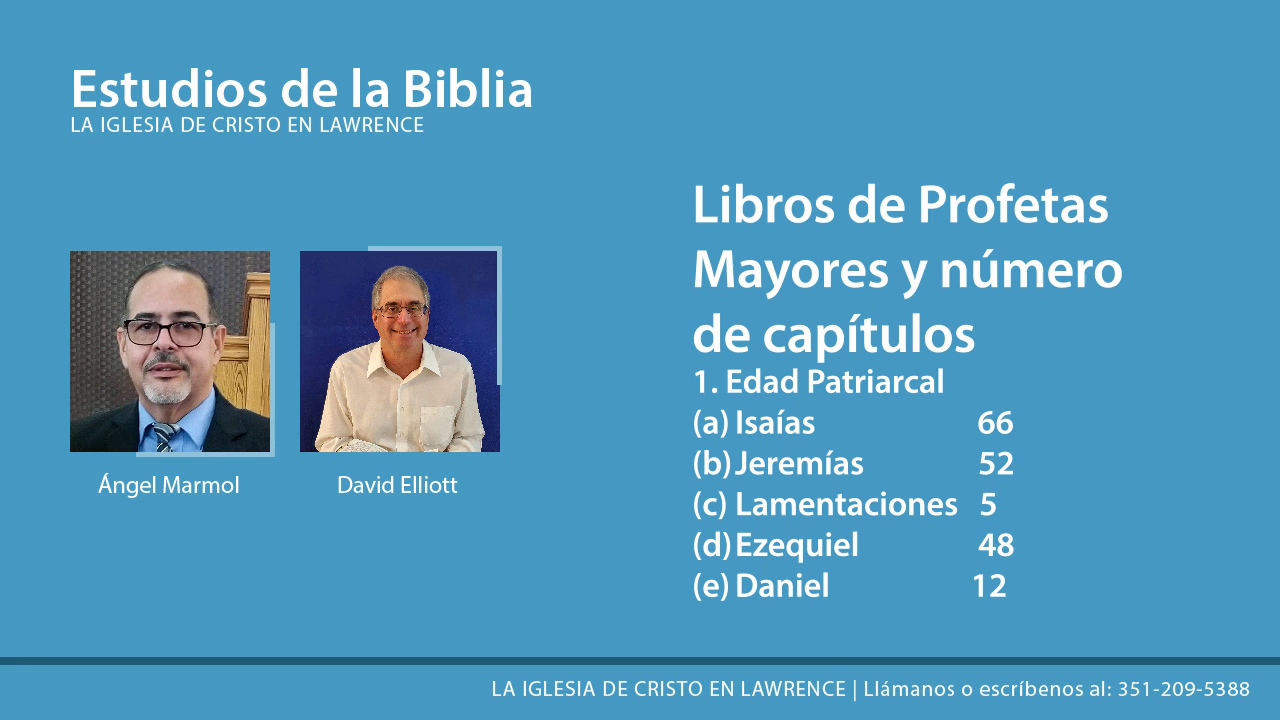 Estudios de la Biblia
LA IGLESIA DE CRISTO EN LAWRENCE
Ángel Marmol
David Elliott
Libros de Profetas
Mayores y número
de capítulos
1. Edad Patriarcal
(a) Isaías 66
(b) Jeremías 52
(c) Lamentaciones 5
(d) Ezequiel 48
(e) Daniel 12
LA IGLESIA DE CRISTO EN LAWRENCE | Llámanos o escríbenos al: 351-209-5388